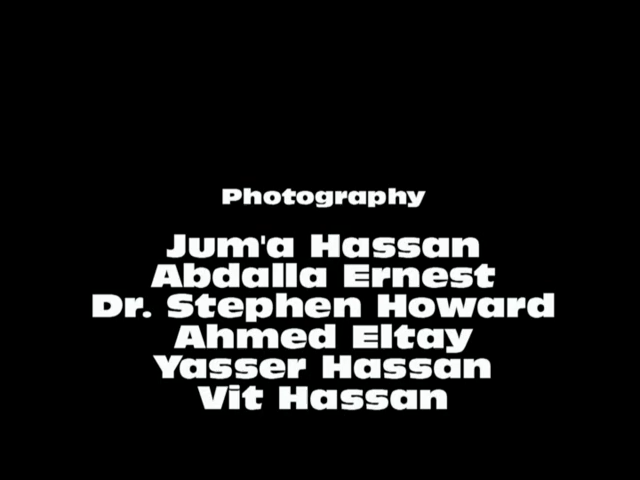 Photography
Jum'a Hassan
Abdalla Ernest
Dr. Stephen Howard
Ahmed Eltay
Yasser Hassan
Vit Hassan